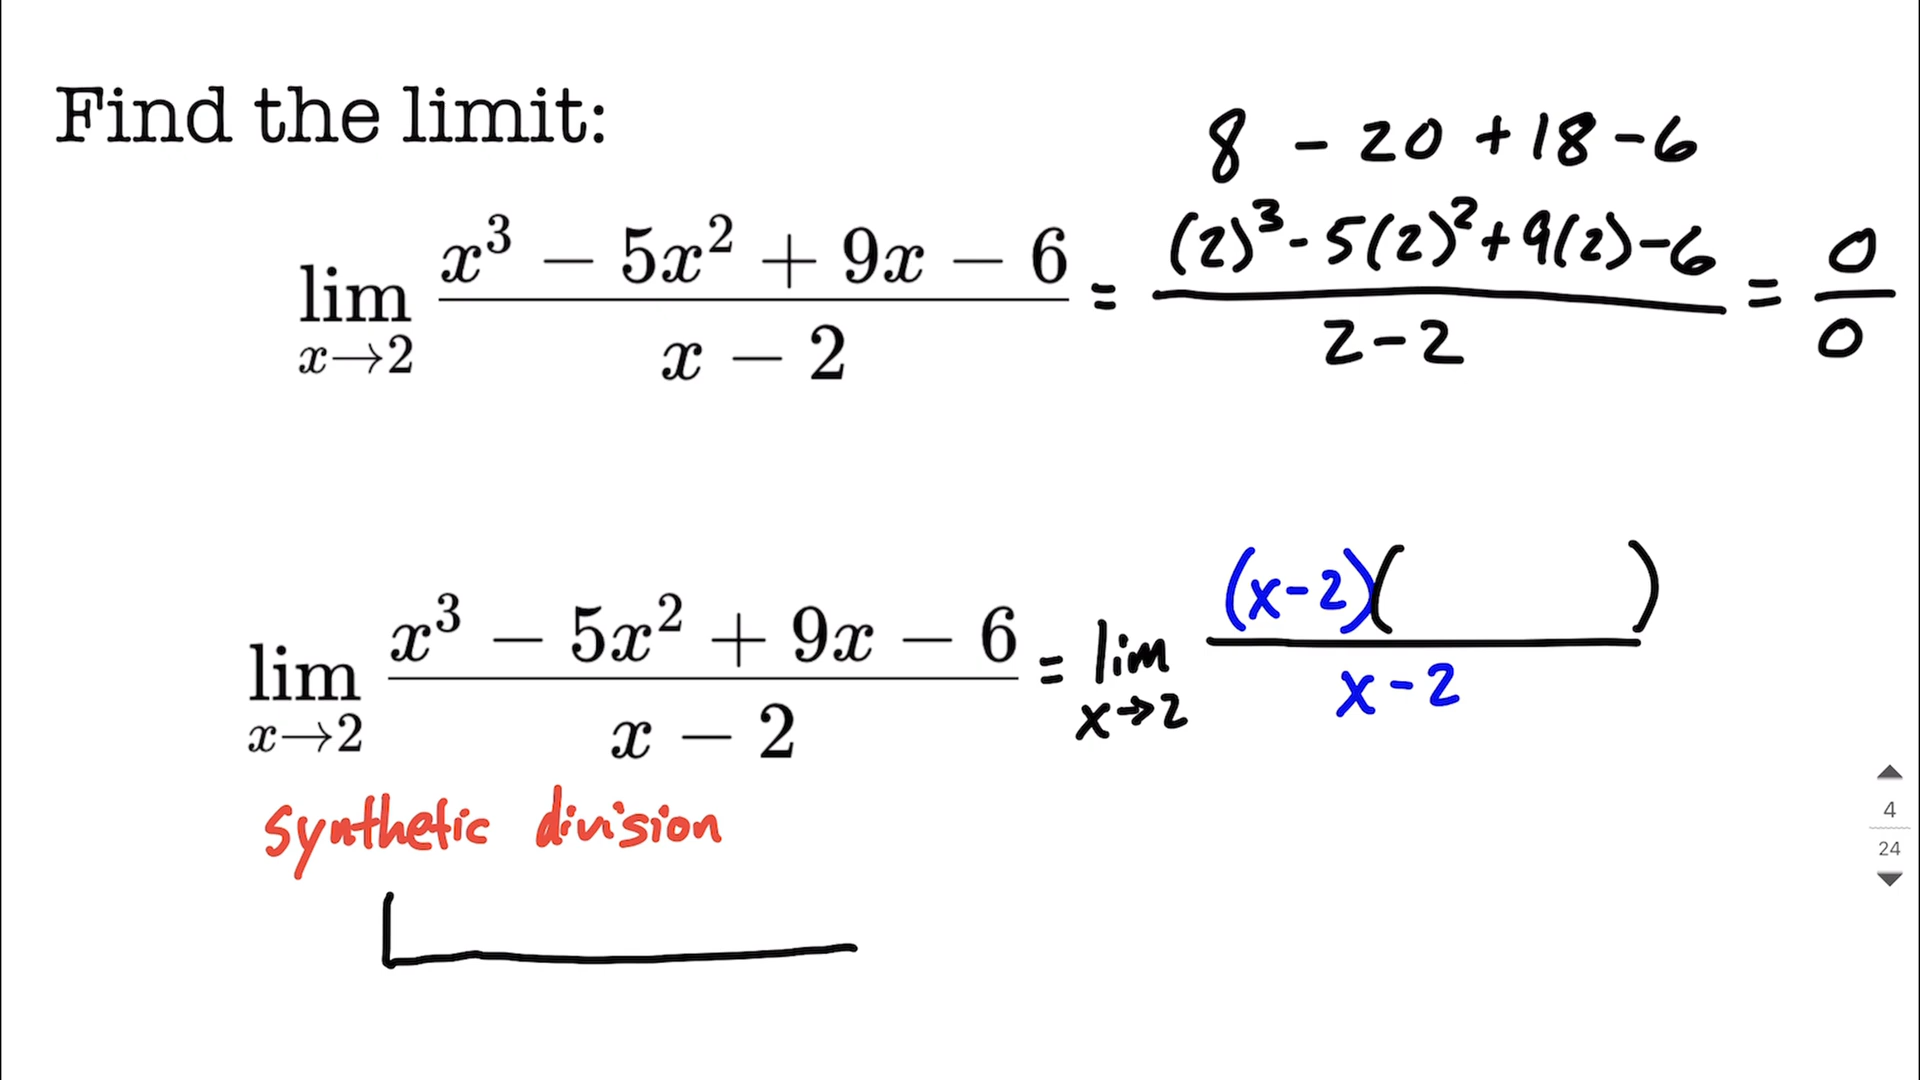 Find the limit:
8 - 20 + 18 - 6
lim x→2 (x³ − 5x² + 9x − 6)/(x − 2) = ((2)³ - 5(2)² + 9(2) - 6)/(2 - 2) = 0/0
lim x→2 (x³ − 5x² + 9x − 6)/(x − 2) = lim x→2 (x-2)( )/(x-2)
synthetic division
4
24